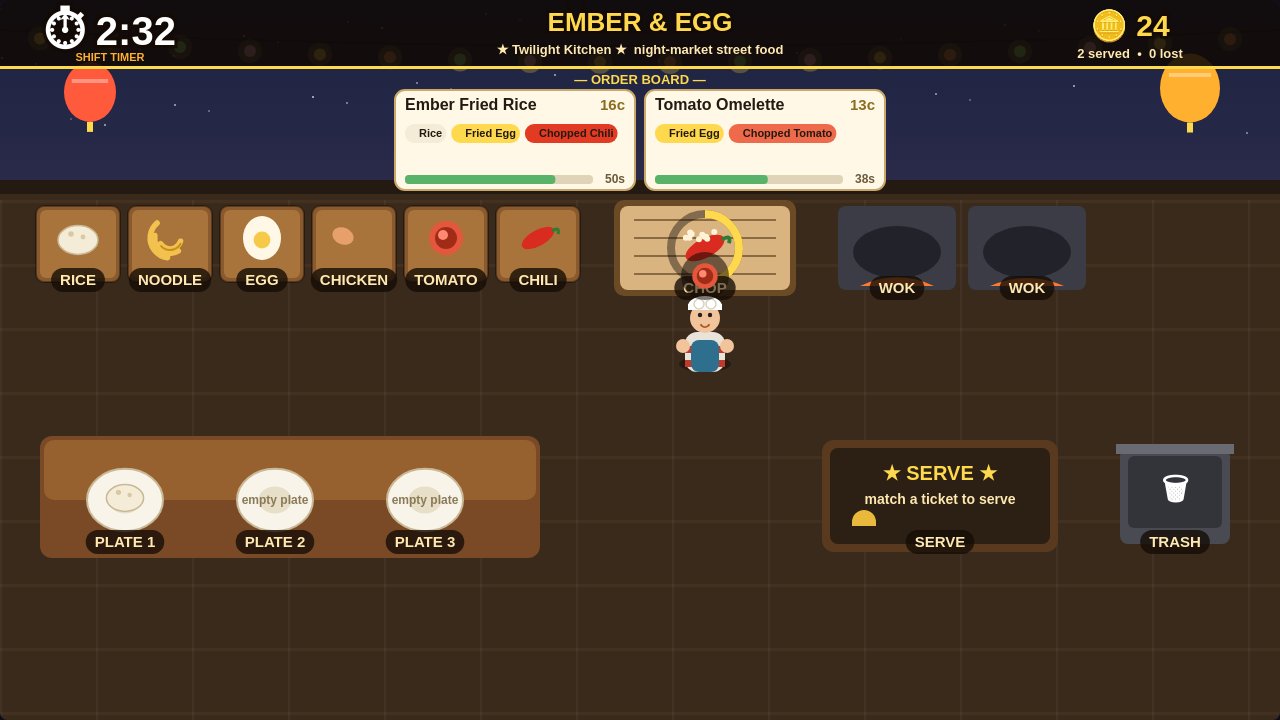 2:32
SHIFT TIMER
EMBER & EGG
★ Twilight Kitchen ★ night-market street food
24
2 served • 0 lost
— ORDER BOARD —
Ember Fried Rice 16c
Rice Fried Egg Chopped Chili
50s
Tomato Omelette 13c
Fried Egg Chopped Tomato
38s
RICE
NOODLE
EGG
CHICKEN
TOMATO
CHILI
CHOP
WOK
WOK
empty plate
empty plate
PLATE 1
PLATE 2
PLATE 3
★ SERVE ★
match a ticket to serve
SERVE
TRASH